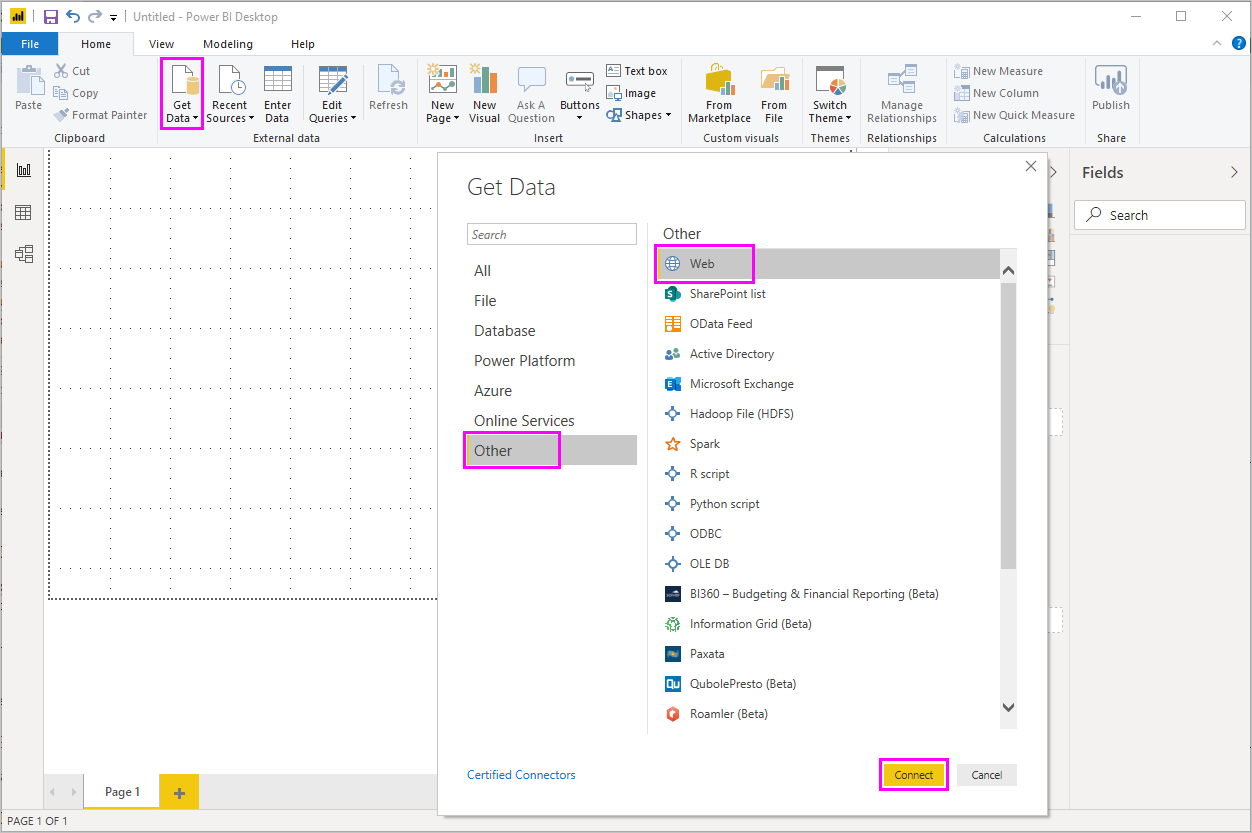 Untitled - Power BI Desktop
File Home View Modeling Help
Paste
Cut
Copy
Format Painter
Clipboard
Get Data
Recent Sources
Enter Data
Edit Queries
Refresh
External data
New Page
New Visual
Ask A Question
Buttons
Text box
Image
Shapes
Insert
From Marketplace
From File
Custom visuals
Switch Theme
Themes
Manage Relationships
Relationships
New Measure
New Column
New Quick Measure
Calculations
Publish
Share
Get Data
Search
All
File
Database
Power Platform
Azure
Online Services
Other
Other
Web
SharePoint list
OData Feed
Active Directory
Microsoft Exchange
Hadoop File (HDFS)
Spark
R script
Python script
ODBC
OLE DB
BI360 – Budgeting & Financial Reporting (Beta)
Information Grid (Beta)
Paxata
QubolePresto (Beta)
Roamler (Beta)
Certified Connectors
Connect
Cancel
Fields
Search
Page 1
PAGE 1 OF 1